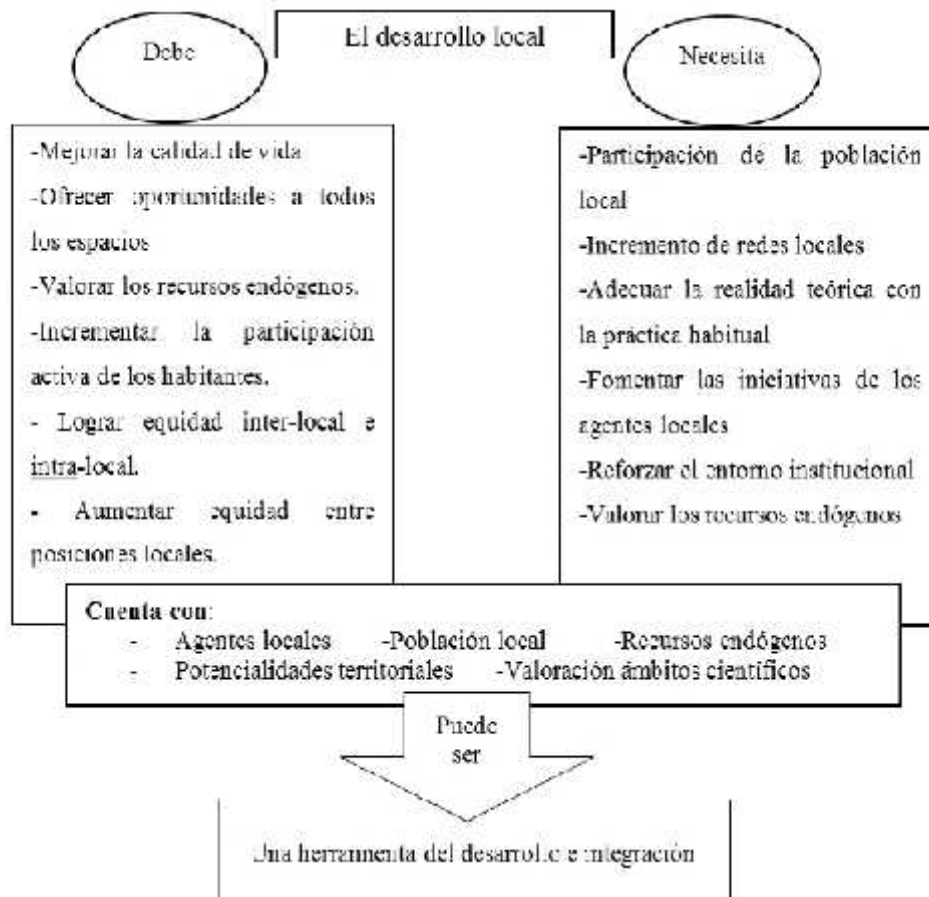 El desarrollo local
Debe
-Mejorar la calidad de vida
-Ofrecer oportunidades a todos
los espacios
-Valorar los recursos endógenos.
-Incrementar la participación
activa de los habitantes.
- Lograr equidad inter-local e
intra-local.
- Aumentar equidad entre
posiciones locales.
Necesita
-Participación de la población
local
-Incremento de redes locales
-Adecuar la realidad teórica con
la práctica habitual
-Fomentar las iniciativas de los
agentes locales
-Reforzar el entorno institucional
-Valorar los recursos endógenos
Cuenta con:
- Agentes locales -Población local -Recursos endógenos
- Potencialidades territoriales -Valoración ámbitos científicos
Puede
ser
Una herramienta del desarrollo e integración